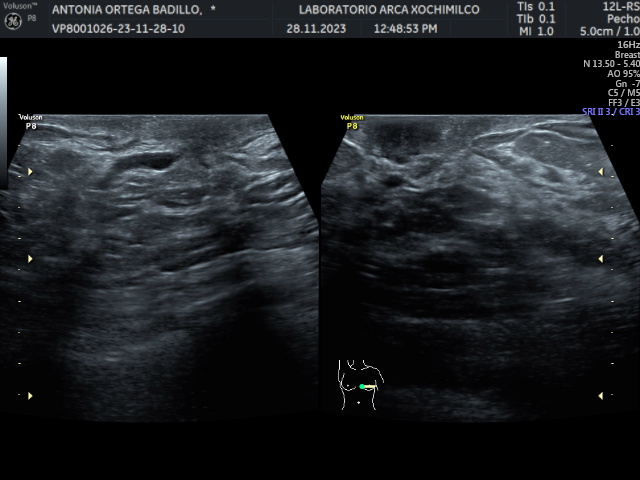 Voluson™
P8
ANTONIA ORTEGA BADILLO, *
LABORATORIO ARCA XOCHIMILCO
TIs 0.1
12L-RS
VP8001026-23-11-28-10
28.11.2023
12:48:53 PM
TIb 0.1
Pecho
MI 1.0
5.0cm / 1.0
16Hz
Breast
N 13.50 - 5.40
AO 95%
Gn -7
C5 / M5
FF3 / E3
SRI II 3 / CRI 3
Voluson
P8
Voluson
P8